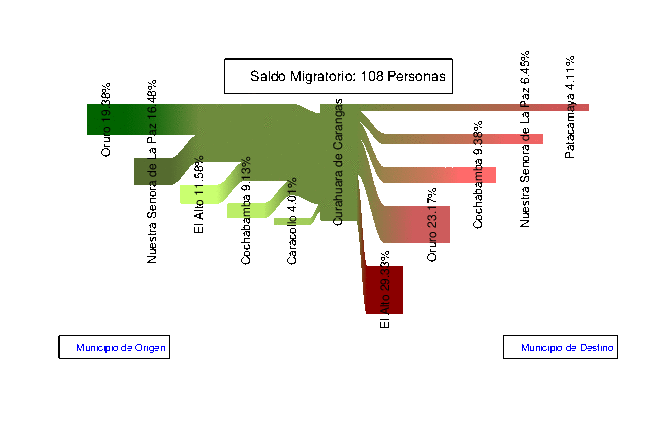 Saldo Migratorio: 108 Personas
Oruro 19.38%
Nuestra Senora de La Paz 16.48%
El Alto 11.58%
Cochabamba 9.13%
Caracollo 4.01%
Curahuara de Carangas
El Alto 29.33%
Oruro 23.17%
Cochabamba 9.38%
Nuestra Senora de La Paz 6.45%
Patacamaya 4.11%
Municipio de Origen
Municipio de Destino